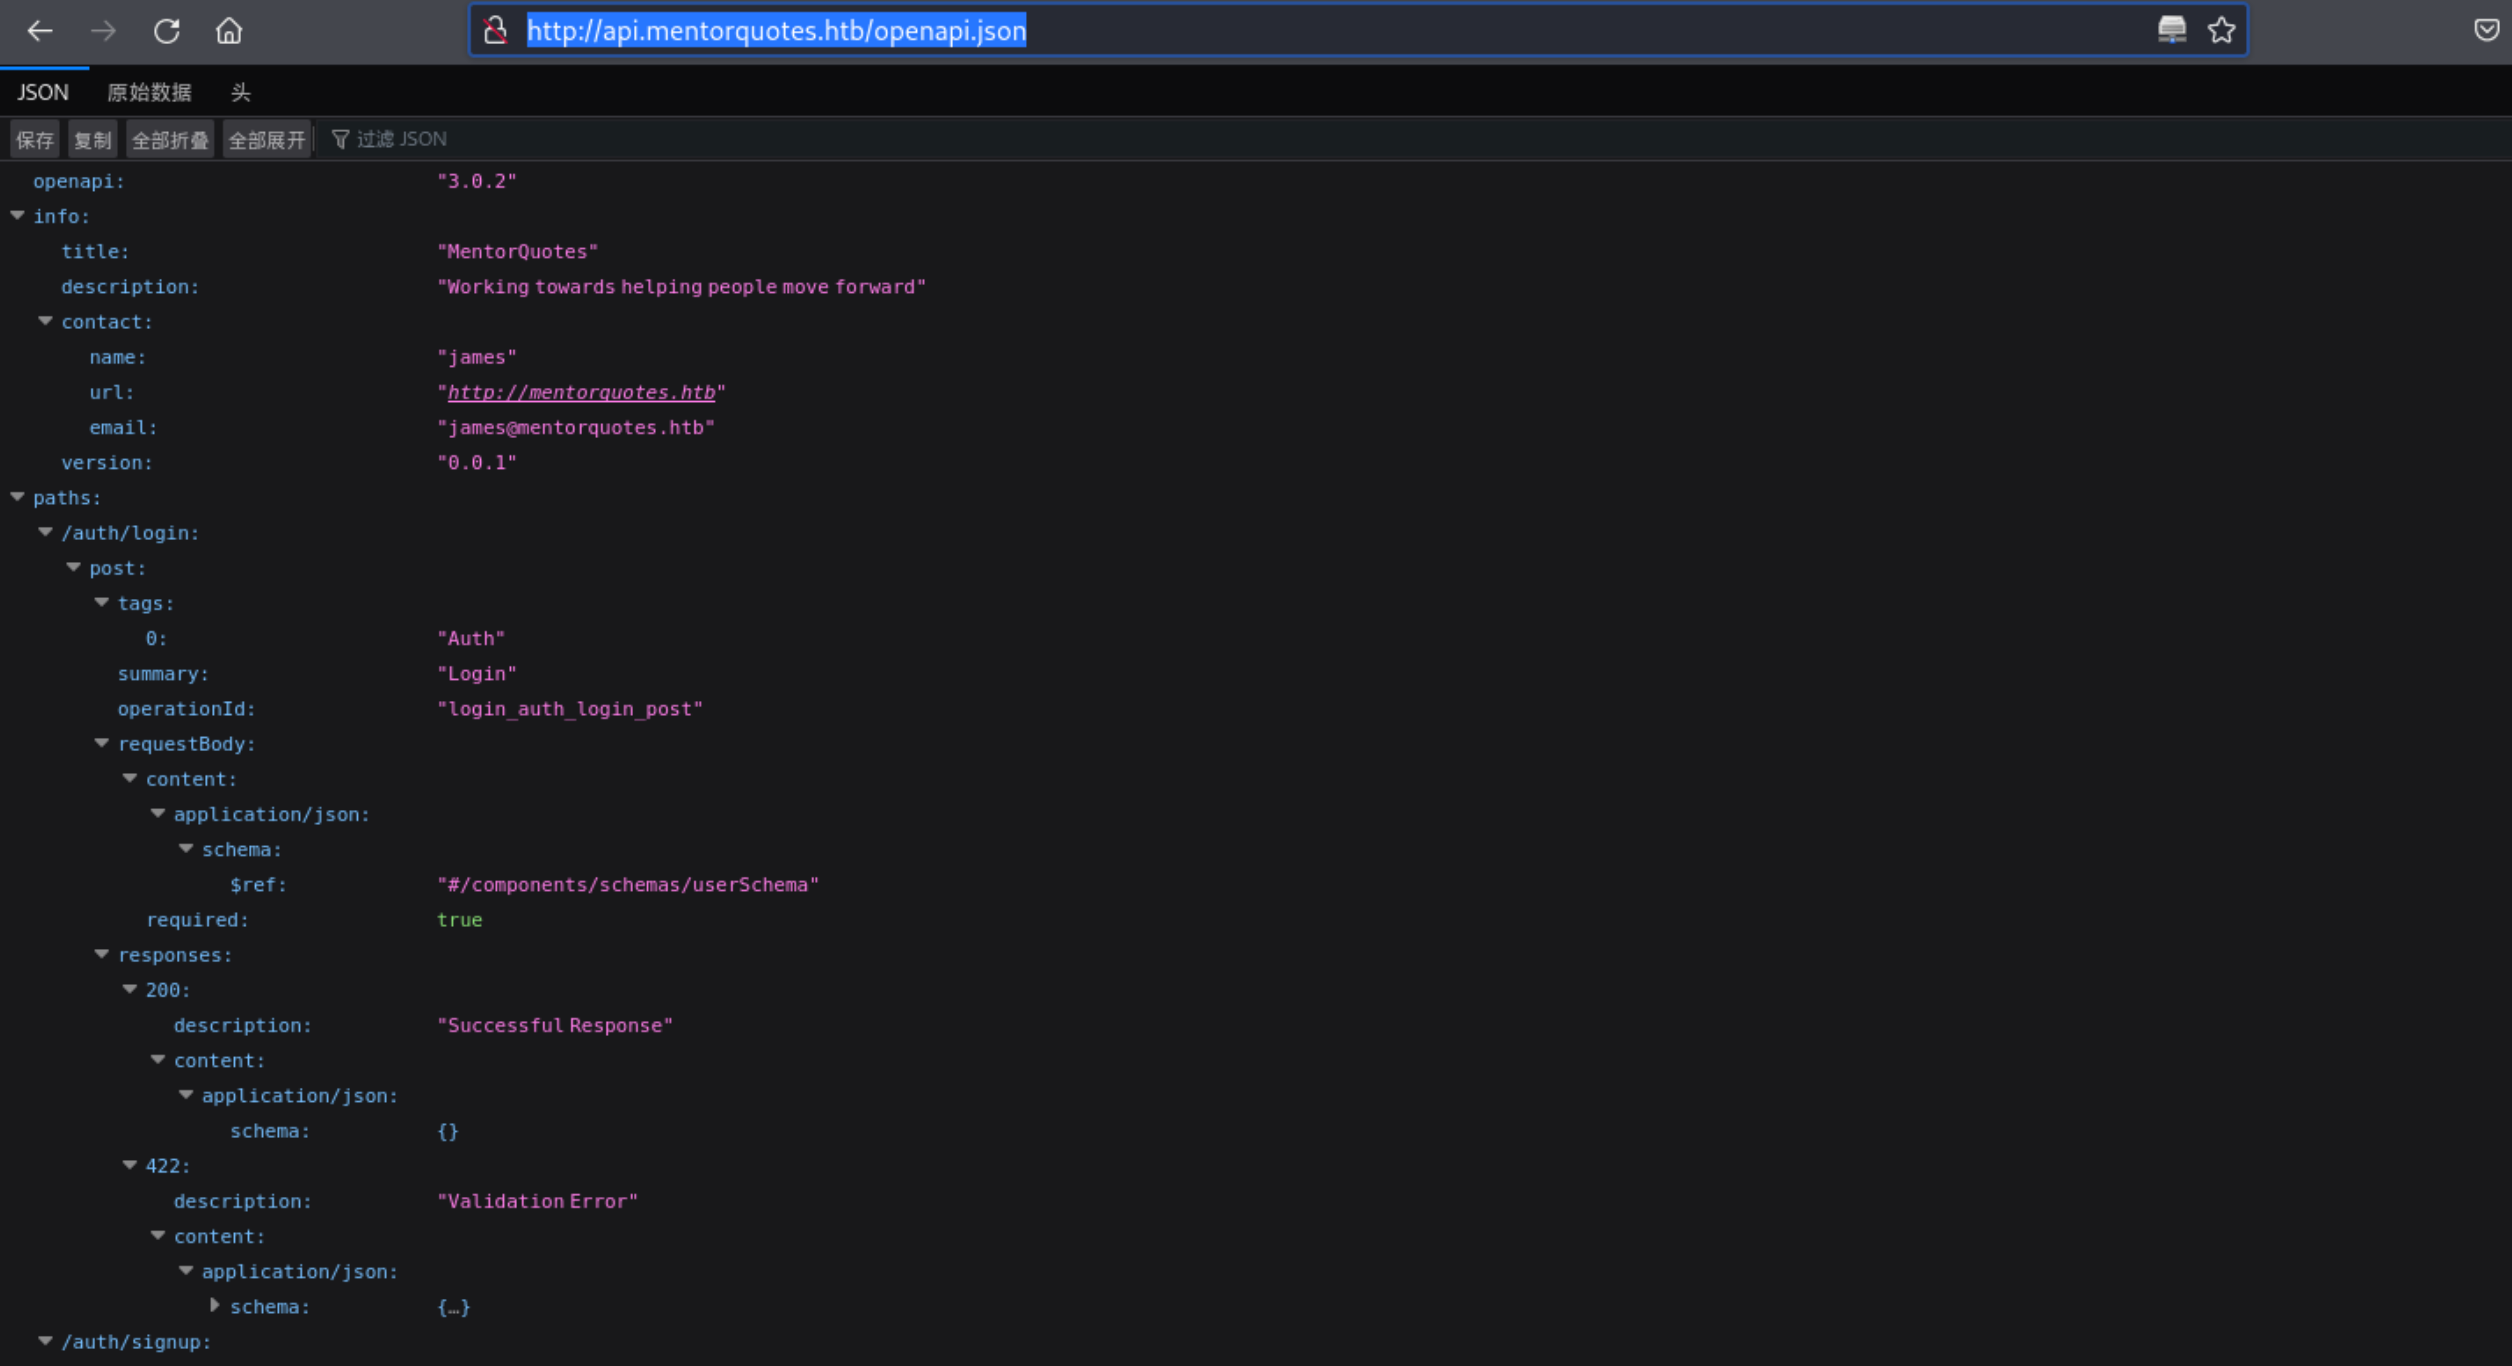 http://api.mentorquotes.htb/openapi.json
JSON 原始数据 头
保存 复制 全部折叠 全部展开 过滤 JSON
openapi: "3.0.2"
info:
title: "MentorQuotes"
description: "Working towards helping people move forward"
contact:
name: "james"
url: "http://mentorquotes.htb"
email: "james@mentorquotes.htb"
version: "0.0.1"
paths:
/auth/login:
post:
tags:
0: "Auth"
summary: "Login"
operationId: "login_auth_login_post"
requestBody:
content:
application/json:
schema:
$ref: "#/components/schemas/userSchema"
required: true
responses:
200:
description: "Successful Response"
content:
application/json:
schema: {}
422:
description: "Validation Error"
content:
application/json:
schema: {…}
/auth/signup: